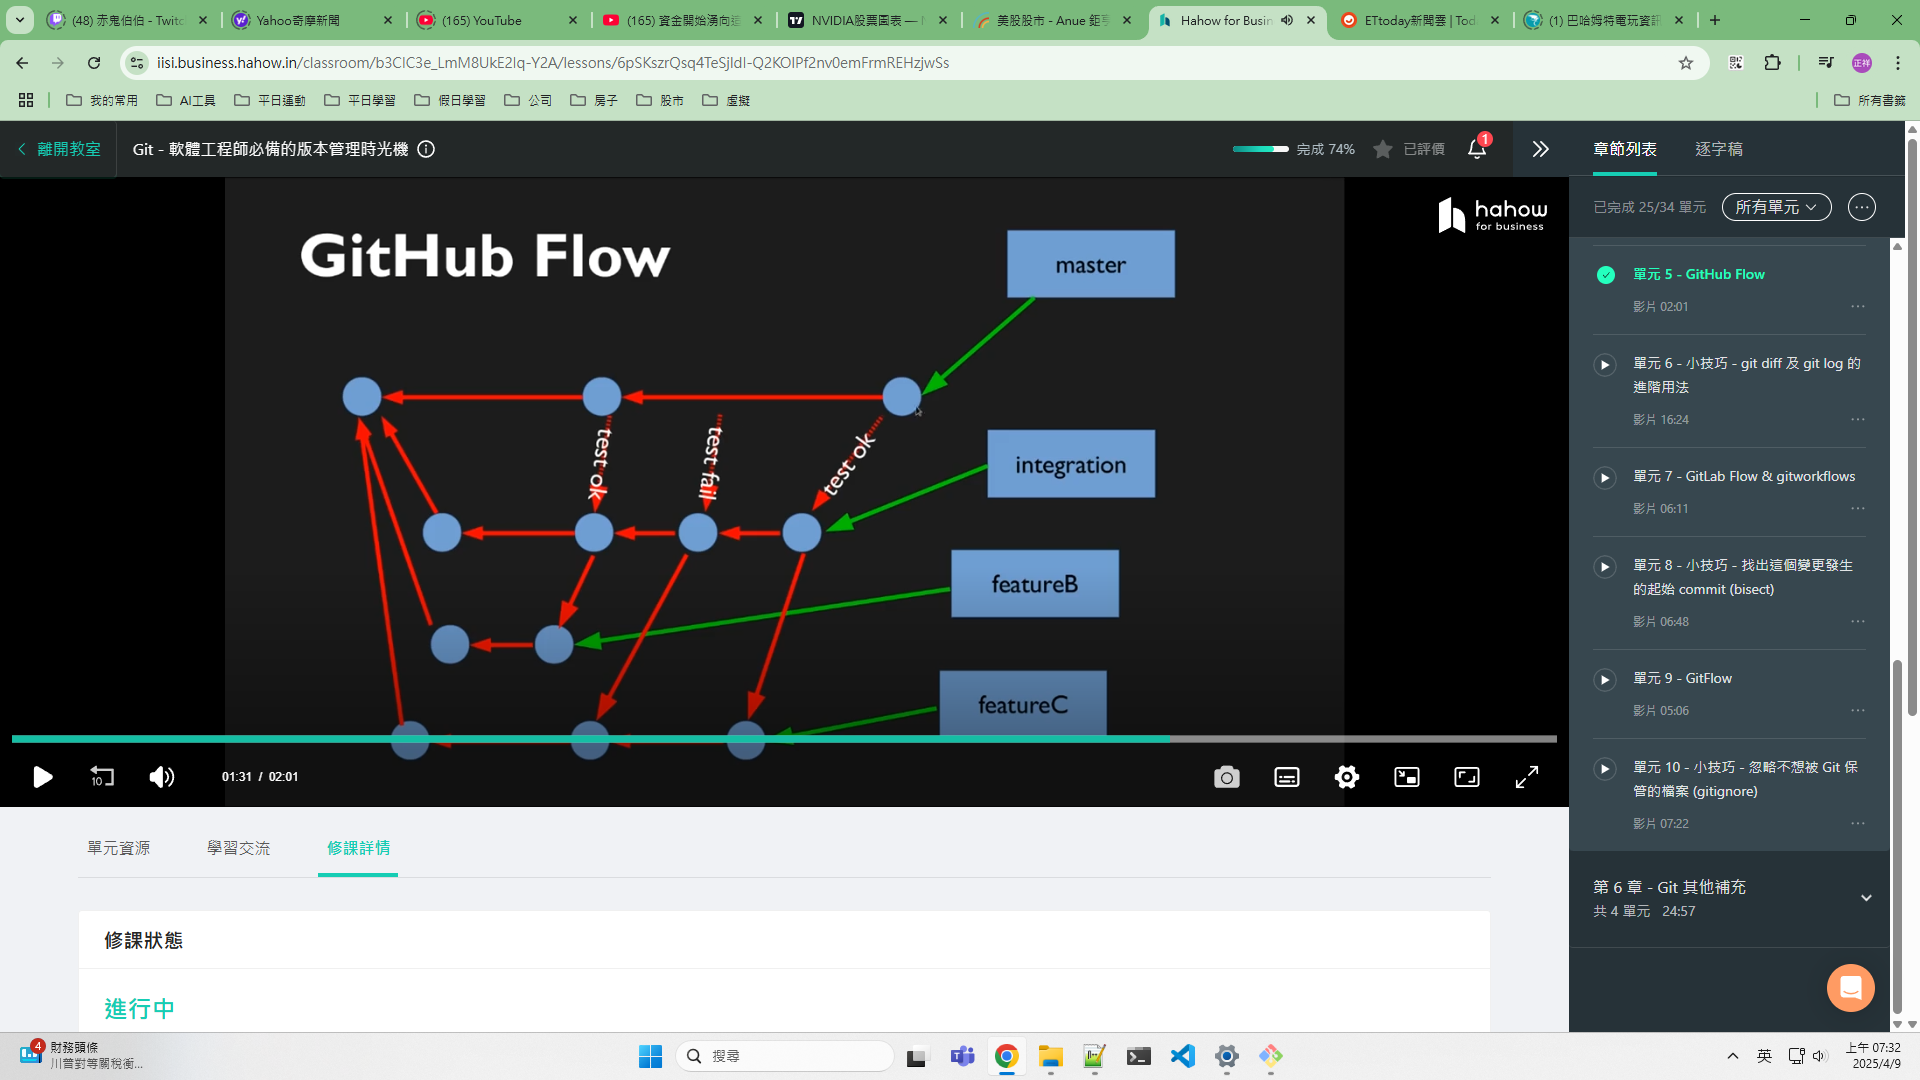 (48) 赤鬼伯伯 - Twitc
Yahoo奇摩新聞
(165) YouTube
(165) 資金開始湧向這
NVIDIA股票圖表 — N
美股股市 - Anue 鉅亨
Hahow for Busin
ETtoday新聞雲 | Tod
(1) 巴哈姆特電玩資訊
iisi.business.hahow.in/classroom/b3ClC3e_LmM8UkE2lq-Y2A/lessons/6pSKszrQsq4TeSjIdI-Q2KOlPf2nv0emFrmREHzjwSs
正祥
我的常用
AI工具
平日運動
平日學習
假日學習
公司
房子
股市
虛擬
所有書籤
離開教室
Git - 軟體工程師必備的版本管理時光機
完成 74%
已評價
1
章節列表
逐字稿
已完成 25/34 單元
所有單元
hahow
for business
GitHub Flow
master
test ok
test fail
test ok
integration
featureB
featureC
10
01:31 / 02:01
單元 5 - GitHub Flow
影片 02:01
單元 6 - 小技巧 - git diff 及 git log 的
進階用法
影片 16:24
單元 7 - GitLab Flow & gitworkflows
影片 06:11
單元 8 - 小技巧 - 找出這個變更發生
的起始 commit (bisect)
影片 06:48
單元 9 - GitFlow
影片 05:06
單元 10 - 小技巧 - 忽略不想被 Git 保
管的檔案 (gitignore)
影片 07:22
第 6 章 - Git 其他補充
共 4 單元 24:57
單元資源
學習交流
修課詳情
修課狀態
進行中
4
財務頭條
川普對等關稅衝...
搜尋
英
上午 07:32
2025/4/9